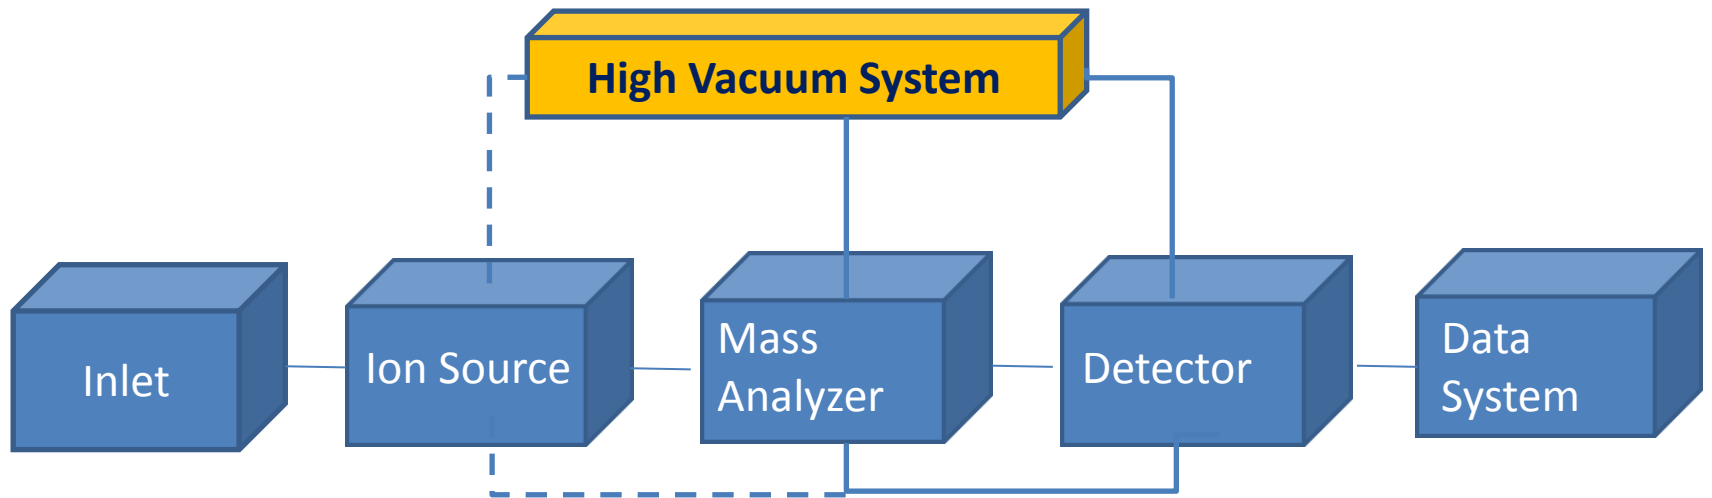 High Vacuum System
Inlet
Ion Source
Mass
Analyzer
Detector
Data
System